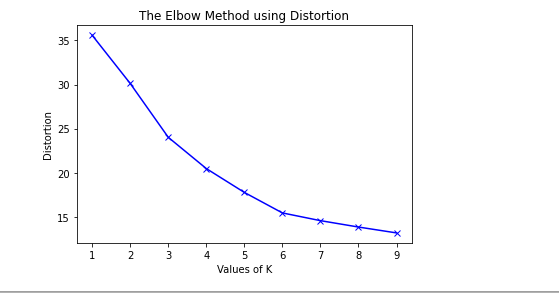 The Elbow Method using Distortion
35
30
25
20
15
Distortion
1 2 3 4 5 6 7 8 9
Values of K